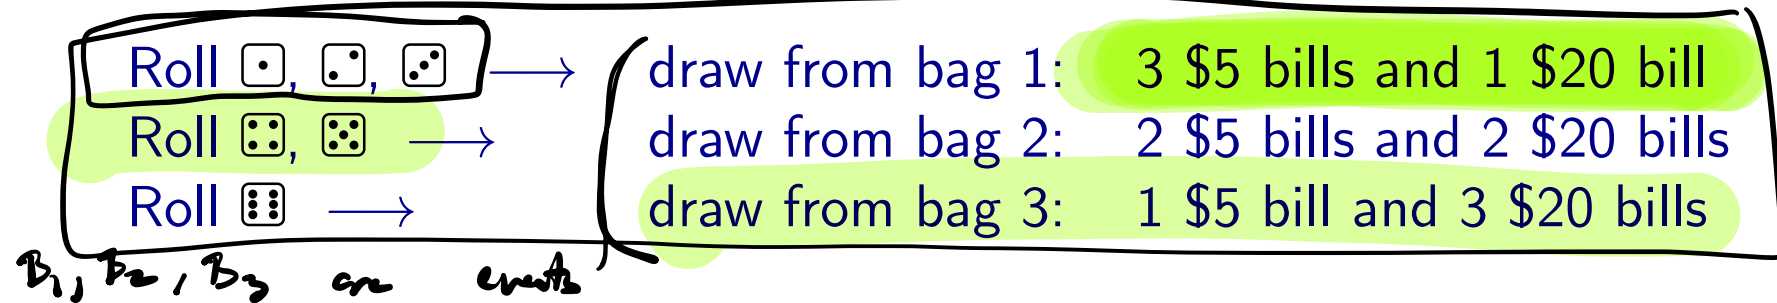 Roll ⚀, ⚁, ⚂ ⟶ draw from bag 1: 3 $5 bills and 1 $20 bill
Roll ⚃, ⚄ ⟶ draw from bag 2: 2 $5 bills and 2 $20 bills
Roll ⚅ ⟶ draw from bag 3: 1 $5 bill and 3 $20 bills
B₁, B₂, B₃ are events